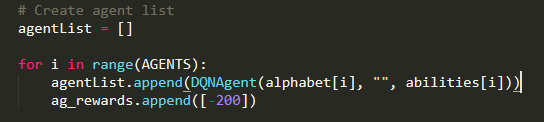 # Create agent list
agentList = []
for i in range(AGENTS):
agentList.append(DQNAgent(alphabet[i], "", abilities[i]))
ag_rewards.append([-200])